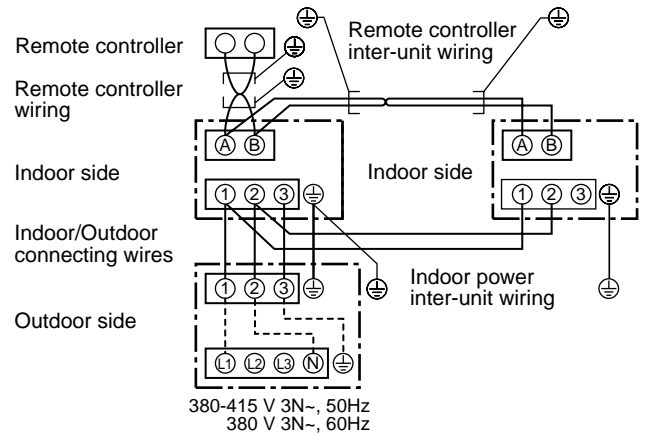 Remote controller
Remote controller
inter-unit wiring
Remote controller
wiring
A B
A B
Indoor side
Indoor side
1 2 3
1 2 3
Indoor/Outdoor
connecting wires
Indoor power
inter-unit wiring
1 2 3
Outdoor side
L1 L2 L3 N
380-415 V 3N~, 50Hz
380 V 3N~, 60Hz